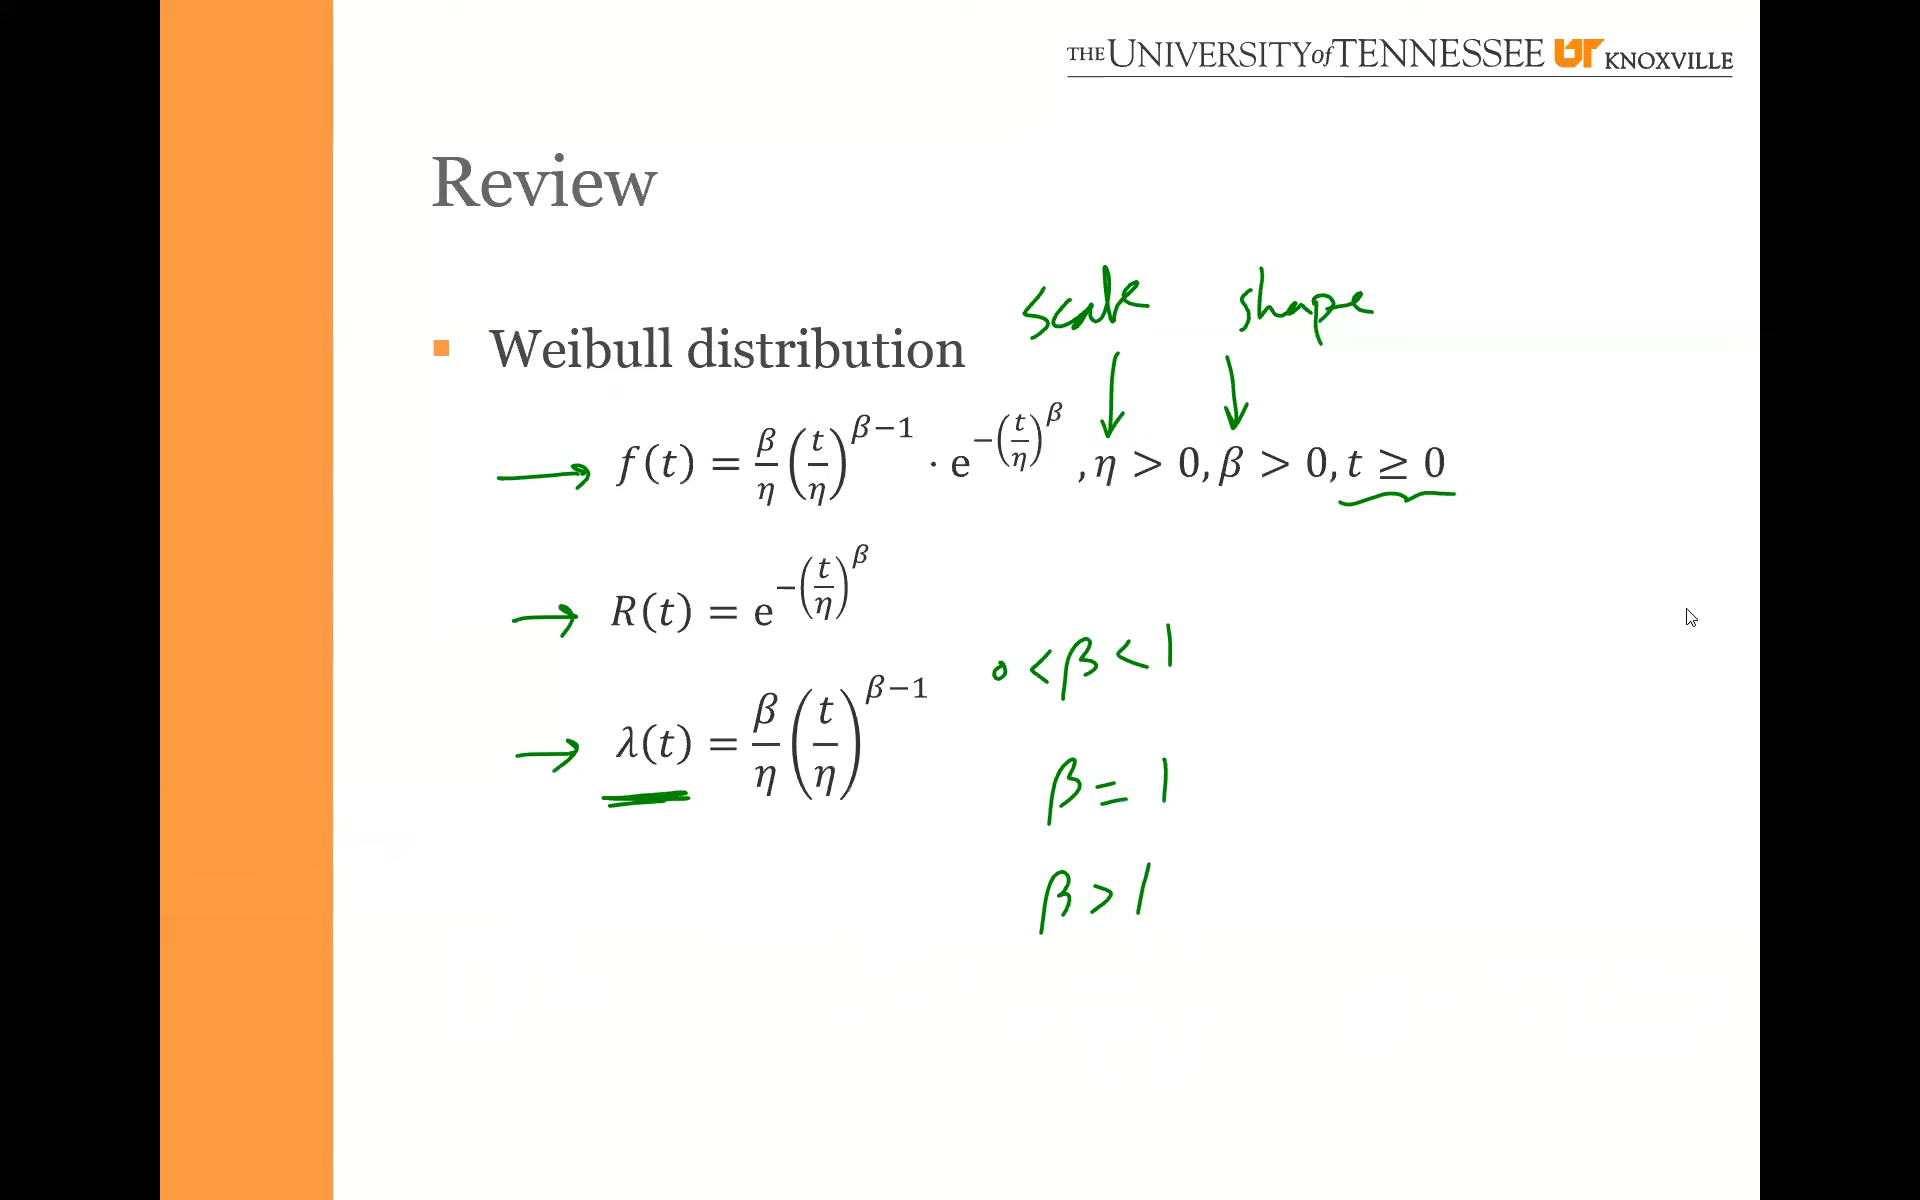 THE UNIVERSITY of TENNESSEE UT KNOXVILLE
Review
scale shape
▪ Weibull distribution
f(t) = β/η (t/η)^(β−1) · e^(−(t/η)^β) , η > 0, β > 0, t ≥ 0
R(t) = e^(−(t/η)^β)
0 < β < 1
λ(t) = β/η (t/η)^(β−1)
β = 1
β > 1